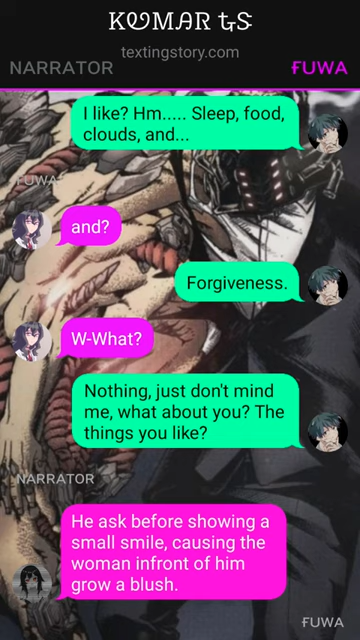 KUMAR GS
textingstory.com
NARRATOR
FUWA
I like? Hm..... Sleep, food,
clouds, and...
FUWA
and?
Forgiveness.
W-What?
Nothing, just don't mind
me, what about you? The
things you like?
NARRATOR
He ask before showing a
small smile, causing the
woman infront of him
grow a blush.
FUWA